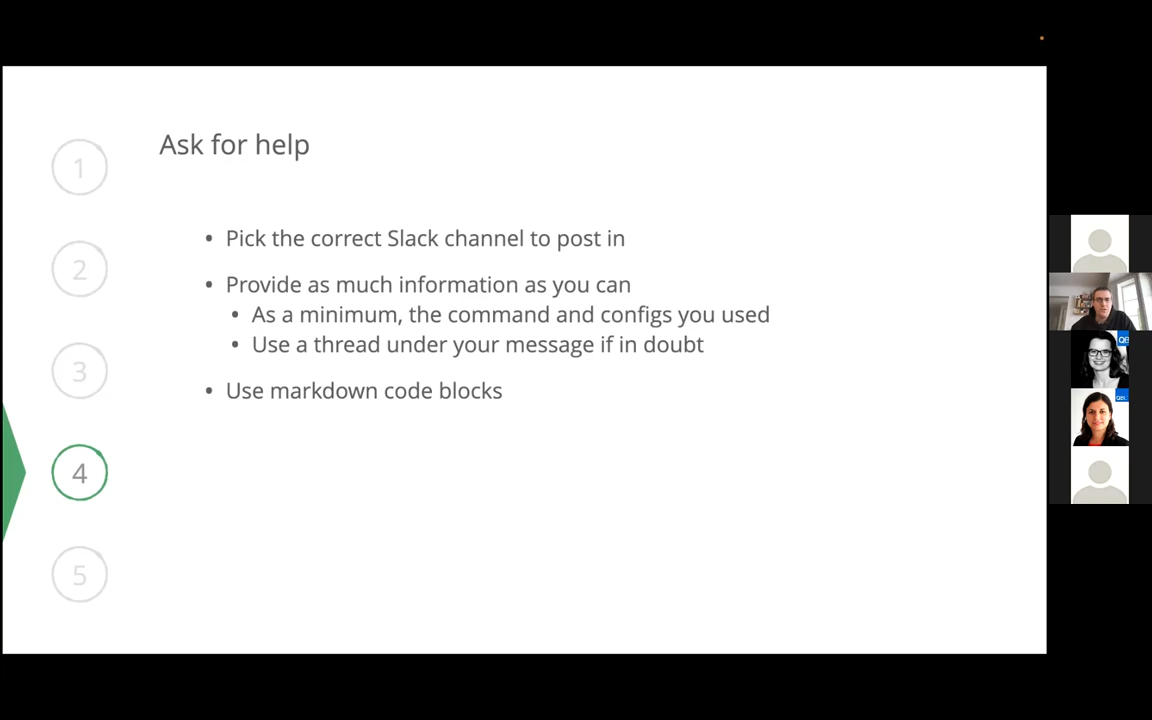 Ask for help
1
• Pick the correct Slack channel to post in
2
• Provide as much information as you can
• As a minimum, the command and configs you used
• Use a thread under your message if in doubt
3
• Use markdown code blocks
4
5